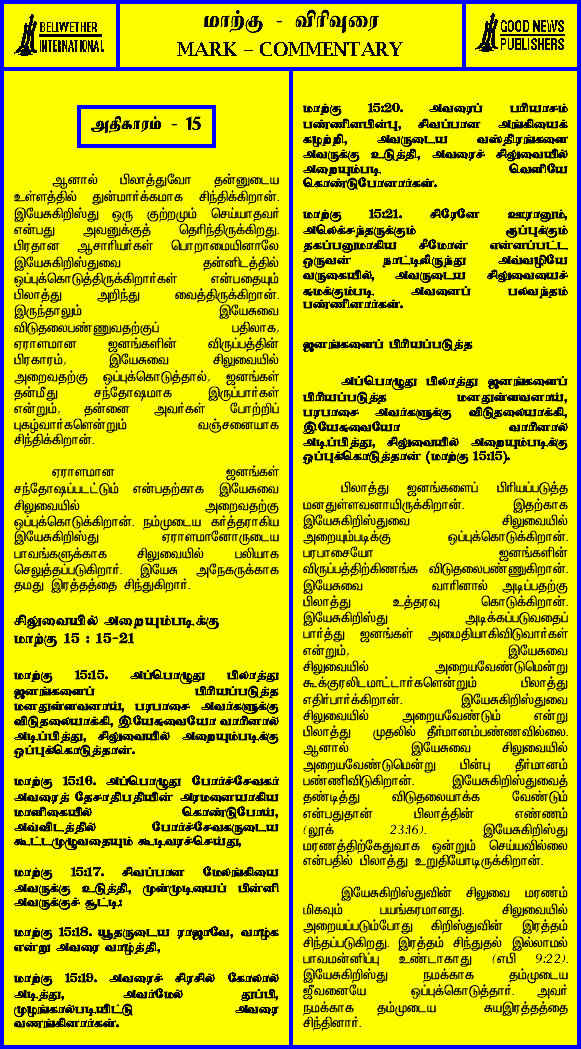 BELLWETHER
INTERNATIONAL
மாற்கு - விரிவுரை
MARK – COMMENTARY
GOOD NEWS
PUBLISHERS
அதிகாரம் - 15
ஆனால் பிலாத்துவோ தன்னுடைய
உள்ளத்தில் துன்மார்க்கமாக சிந்திக்கிறான்.
இயேசுகிறிஸ்து ஒரு குற்றமும் செய்யாதவர்
என்பது அவனுக்குத் தெரிந்திருக்கிறது.
பிரதான ஆசாரியர்கள் பொறாமையினாலே
இயேசுகிறிஸ்துவை தன்னிடத்தில்
ஒப்புக்கொடுத்திருக்கிறார்கள் என்பதையும்
பிலாத்து அறிந்து வைத்திருக்கிறான்.
இருந்தாலும் இயேசுவை
விடுதலைபண்ணுவதற்குப் பதிலாக,
ஏராளமான ஜனங்களின் விருப்பத்தின்
பிரகாரம், இயேசுவை சிலுவையில்
அறைவதற்கு ஒப்புக்கொடுத்தால், ஜனங்கள்
தன்மீது சந்தோஷமாக இருப்பார்கள்
என்றும், தன்னை அவர்கள் போற்றிப்
புகழ்வார்களென்றும் வஞ்சனையாக
சிந்திக்கிறான்.
ஏராளமான ஜனங்கள்
சந்தோஷப்படட்டும் என்பதற்காக இயேசுவை
சிலுவையில் அறைவதற்கு
ஒப்புக்கொடுக்கிறான். நம்முடைய கர்த்தராகிய
இயேசுகிறிஸ்து ஏராளமானோருடைய
பாவங்களுக்காக சிலுவையில் பலியாக
செலுத்தப்படுகிறார். இயேசு அநேகருக்காக
தமது இரத்தத்தை சிந்துகிறார்.
சிலுவையில் அறையும்படிக்கு
மாற்கு 15 : 15-21
மாற்கு 15:15. அப்பொழுது பிலாத்து
ஜனங்களைப் பிரியப்படுத்த
மனதுள்ளவனாய், பரபாசை அவர்களுக்கு
விடுதலையாக்கி, இயேசுவையோ வாரினால்
அடிப்பித்து, சிலுவையில் அறையும்படிக்கு
ஒப்புக்கொடுத்தான்.
மாற்கு 15:16. அப்பொழுது போர்ச்சேவகர்
அவரைத் தேசாதிபதியின் அரமனையாகிய
மாளிகையில் கொண்டுபோய்,
அவ்விடத்தில் போர்ச்சேவகருடைய
கூட்டமுழுவதையும் கூடிவரச்செய்து,
மாற்கு 15:17. சிவப்பான மேலங்கியை
அவருக்கு உடுத்தி, முள்முடியைப் பின்னி
அவருக்குச் சூட்டி:
மாற்கு 15:18. யூதருடைய ராஜாவே, வாழ்க
என்று அவரை வாழ்த்தி,
மாற்கு 15:19. அவரைச் சிரசில் கோலால்
அடித்து, அவர்மேல் துப்பி,
முழங்கால்படியிட்டு அவரை
வணங்கினார்கள்.
மாற்கு 15:20. அவரைப் பரியாசம்
பண்ணினபின்பு, சிவப்பான அங்கியைக்
கழற்றி, அவருடைய வஸ்திரங்களை
அவருக்கு உடுத்தி, அவரைச் சிலுவையில்
அறையும்படி வெளியே
கொண்டுபோனார்கள்.
மாற்கு 15:21. சிரேனே ஊரானும்,
அலெக்சந்தருக்கும் ரூப்புக்கும்
தகப்பனுமாகிய சீமோன் என்னப்பட்ட
ஒருவன் நாட்டிலிருந்து அவ்வழியே
வருகையில், அவருடைய சிலுவையைச்
சுமக்கும்படி அவனைப் பலவந்தம்
பண்ணினார்கள்.
ஜனங்களைப் பிரியப்படுத்த
அப்பொழுது பிலாத்து ஜனங்களைப்
பிரியப்படுத்த மனதுள்ளவனாய்,
பரபாசை அவர்களுக்கு விடுதலையாக்கி,
இயேசுவையோ வாரினால்
அடிப்பித்து, சிலுவையில் அறையும்படிக்கு
ஒப்புக்கொடுத்தான் (மாற்கு 15:15).
பிலாத்து ஜனங்களைப் பிரியப்படுத்த
மனதுள்ளவனாயிருக்கிறான். இதற்காக
இயேசுகிறிஸ்துவை சிலுவையில்
அறையும்படிக்கு ஒப்புக்கொடுக்கிறான்.
பரபாசையோ ஜனங்களின்
விருப்பத்திற்கிணங்க விடுதலைபண்ணுகிறான்.
இயேசுவை வாரினால் அடிப்பதற்கு
பிலாத்து உத்தரவு கொடுக்கிறான்.
இயேசுகிறிஸ்து அடிக்கப்படுவதைப்
பார்த்து ஜனங்கள் அமைதியாகிவிடுவார்கள்
என்றும், இயேசுவை
சிலுவையில் அறையவேண்டுமென்று
கூக்குரலிடமாட்டார்களென்றும் பிலாத்து
எதிர்பார்க்கிறான். இயேசுகிறிஸ்துவை
சிலுவையில் அறையவேண்டும் என்று
பிலாத்து முதலில் தீர்மானம்பண்ணவில்லை.
ஆனால் இயேசுவை சிலுவையில்
அறையவேண்டுமென்று பின்பு தீர்மானம்
பண்ணிவிடுகிறான். இயேசுகிறிஸ்துவைத்
தண்டித்து விடுதலையாக்க வேண்டும்
என்பதுதான் பிலாத்தின் எண்ணம்
(லூக் 23:16). இயேசுகிறிஸ்து
மரணத்திற்கேதுவாக ஒன்றும் செய்யவில்லை
என்பதில் பிலாத்து உறுதியோடிருக்கிறான்.
இயேசுகிறிஸ்துவின் சிலுவை மரணம்
மிகவும் பயங்கரமானது. சிலுவையில்
அறையப்படும்போது கிறிஸ்துவின் இரத்தம்
சிந்தப்படுகிறது. இரத்தம் சிந்துதல் இல்லாமல்
பாவமன்னிப்பு உண்டாகாது (எபி 9:22).
இயேசுகிறிஸ்து நமக்காக தம்முடைய
ஜீவனையே ஒப்புக்கொடுத்தார். அவர்
நமக்காக தம்முடைய சுயஇரத்தத்தை
சிந்தினார்.